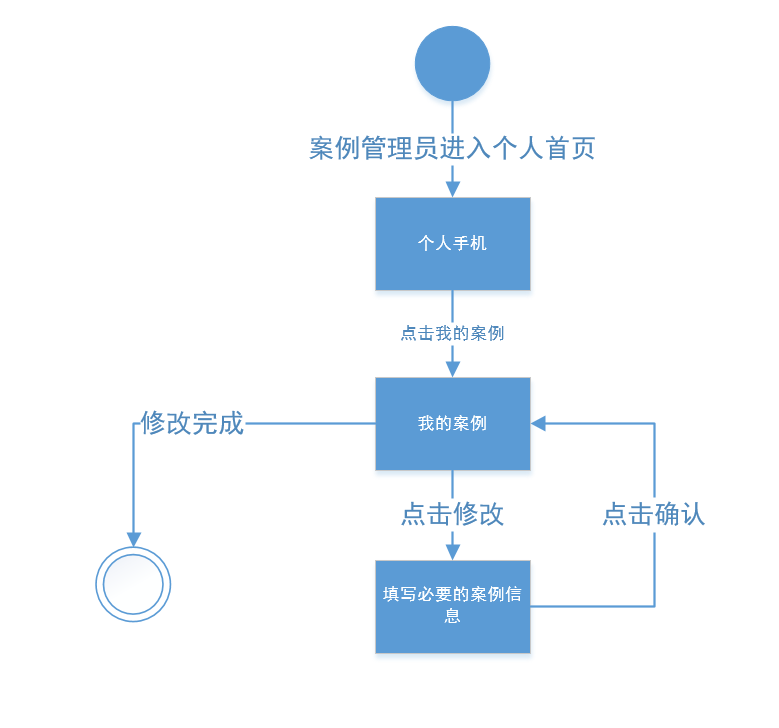 案例管理员进入个人首页
个人手机
点击我的案例
我的案例
修改完成
点击修改
点击确认
填写必要的案例信
息